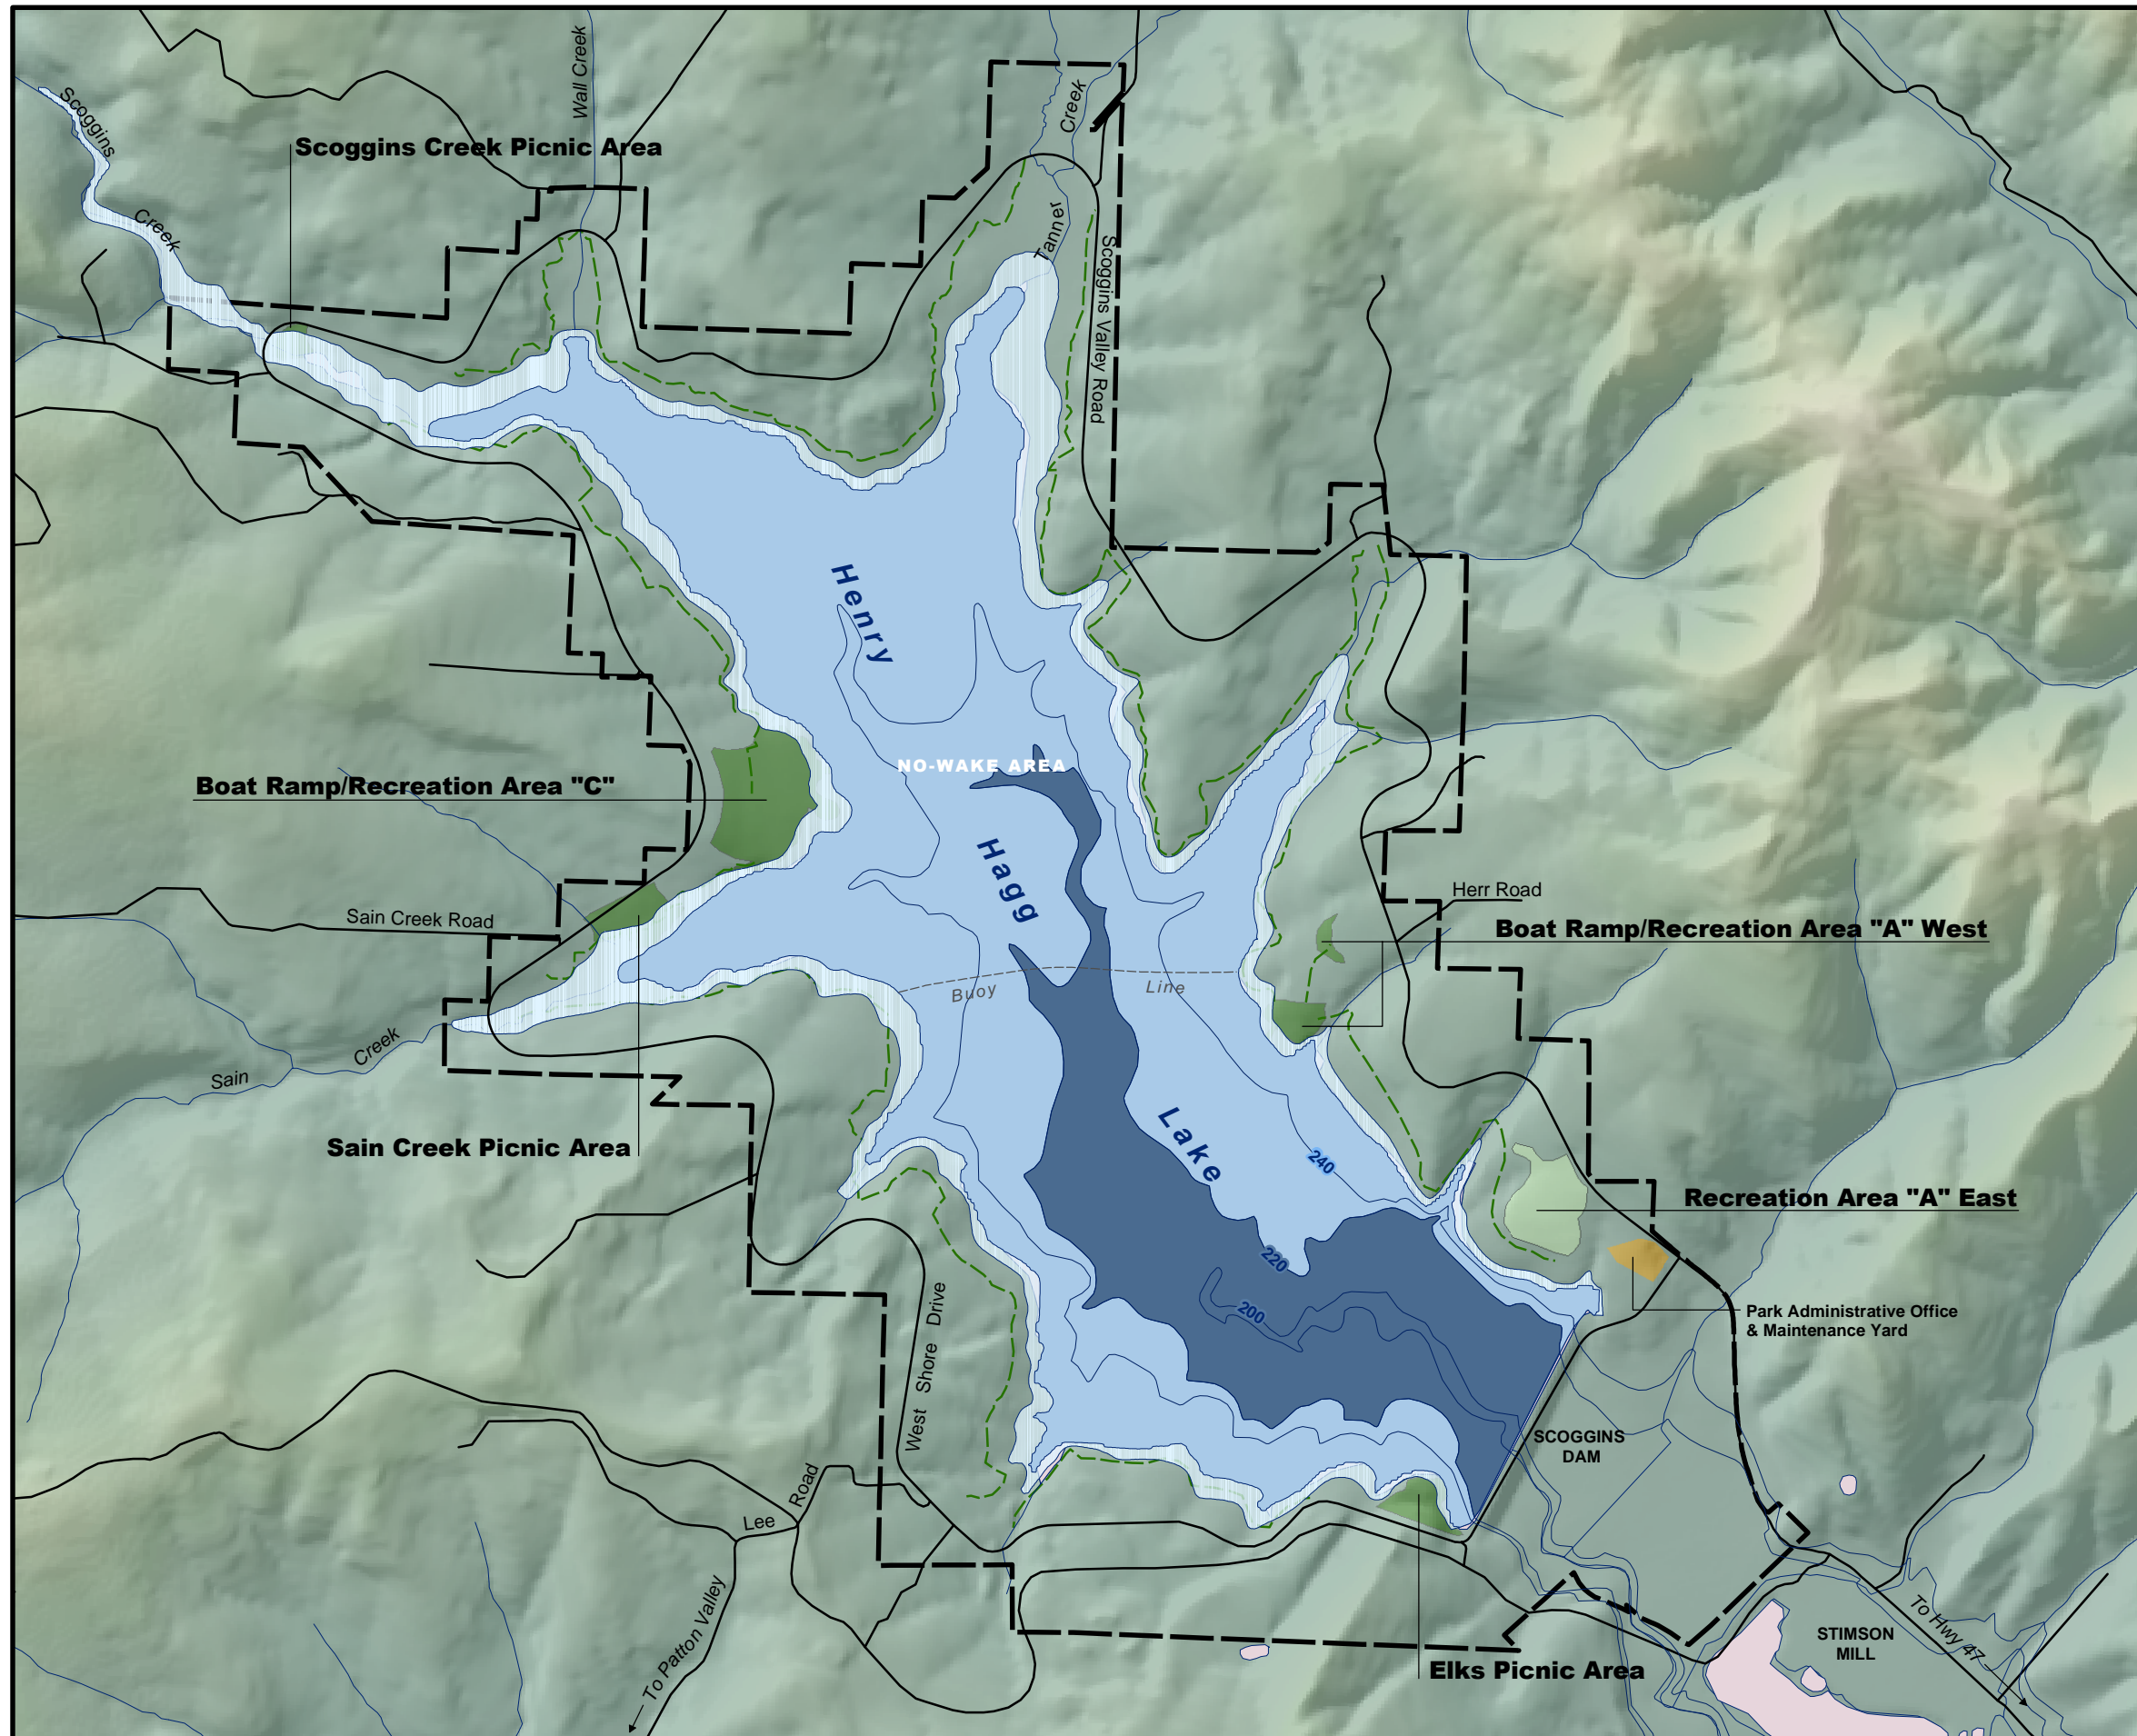 Scoggins
Creek
Wall Creek
Scoggins Creek Picnic Area
Creek
Tanner
Scoggins Valley Road
Henry
NO-WAKE AREA
Boat Ramp/Recreation Area "C"
Hagg
Herr Road
Sain Creek Road
Boat Ramp/Recreation Area "A" West
Buoy Line
Sain Creek
Sain Creek Picnic Area
Lake
240
Recreation Area "A" East
220
200
Park Administrative Office
& Maintenance Yard
West Shore Drive
SCOGGINS
DAM
Lee Road
To Patton Valley
To Hwy 47
STIMSON
MILL
Elks Picnic Area